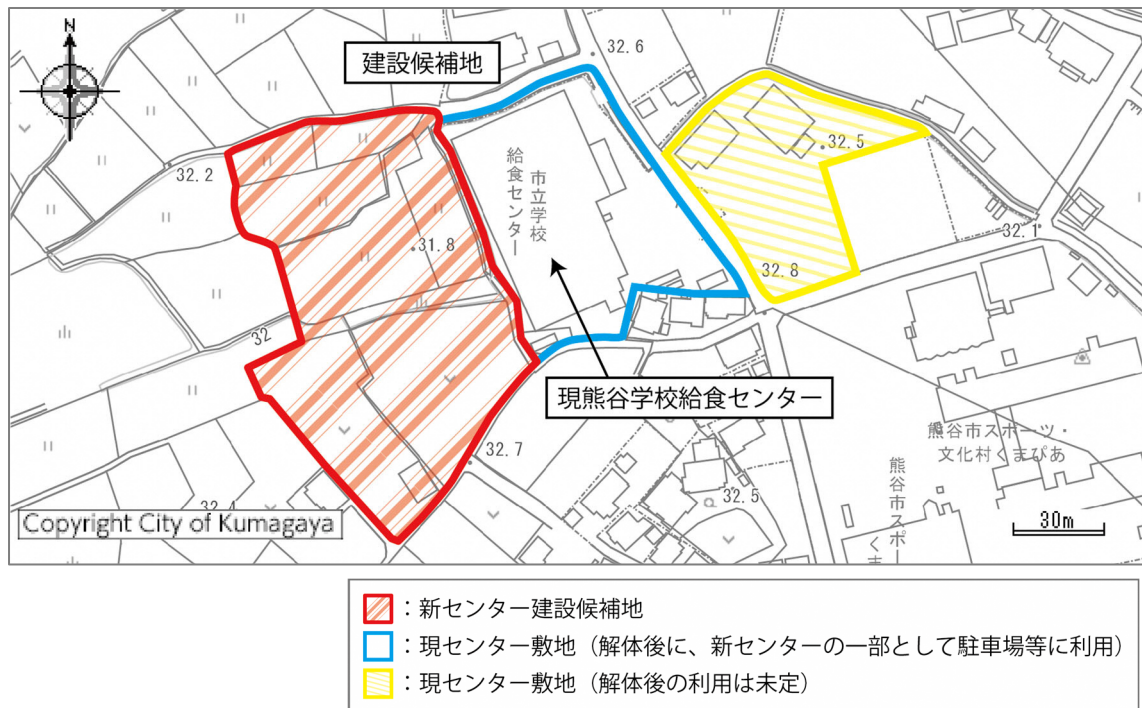 N
建設候補地
32.6
32.5
32.2
市立学校
給食センター
31.8
32.1
32.8
32
現熊谷学校給食センター
熊谷市スポーツ・
文化村くまぴあ
32.7
32.5
熊谷市スポー
くま
32.4
Copyright City of Kumagaya
30m
：新センター建設候補地
：現センター敷地（解体後に、新センターの一部として駐車場等に利用）
：現センター敷地（解体後の利用は未定）